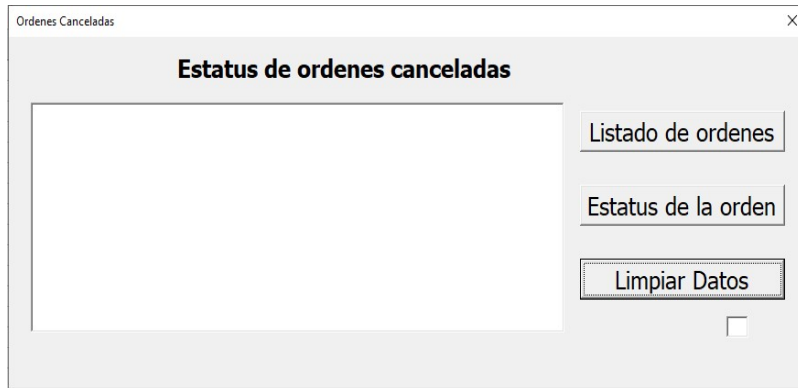 Ordenes Canceladas
Estatus de ordenes canceladas
Listado de ordenes
Estatus de la orden
Limpiar Datos